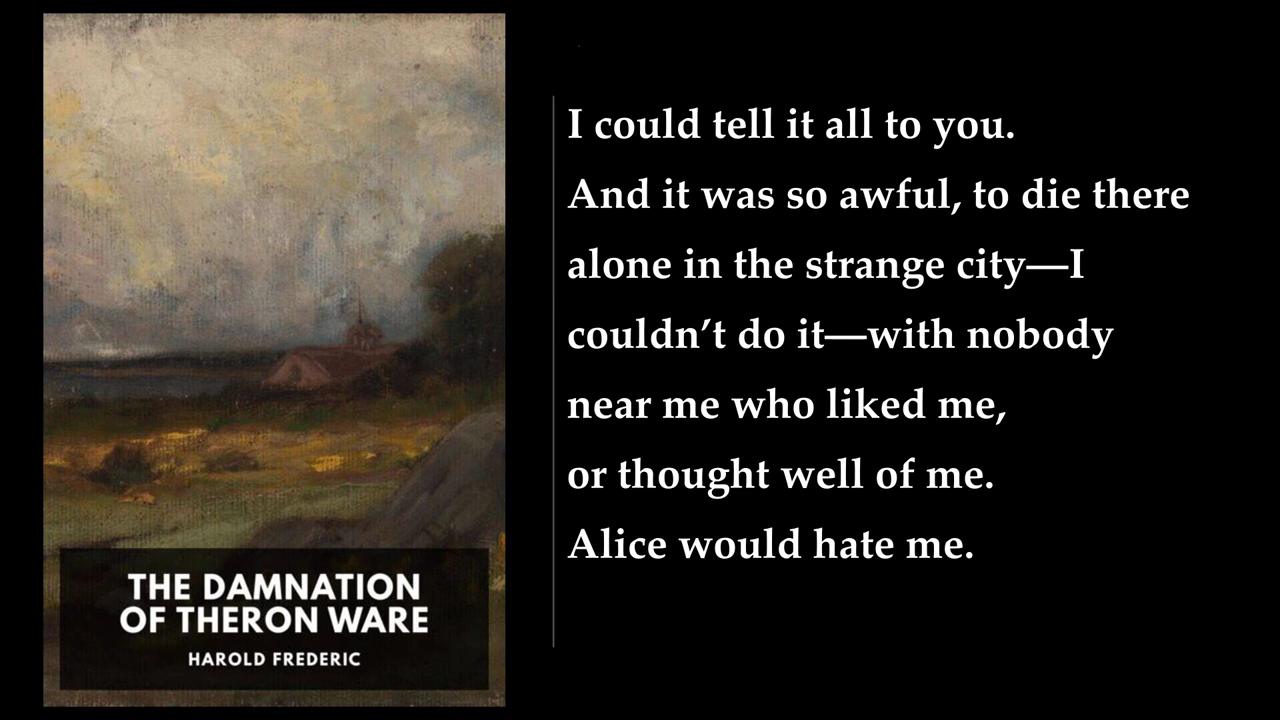 THE DAMNATION
OF THERON WARE
HAROLD FREDERIC
I could tell it all to you.
And it was so awful, to die there
alone in the strange city—I
couldn’t do it—with nobody
near me who liked me,
or thought well of me.
Alice would hate me.